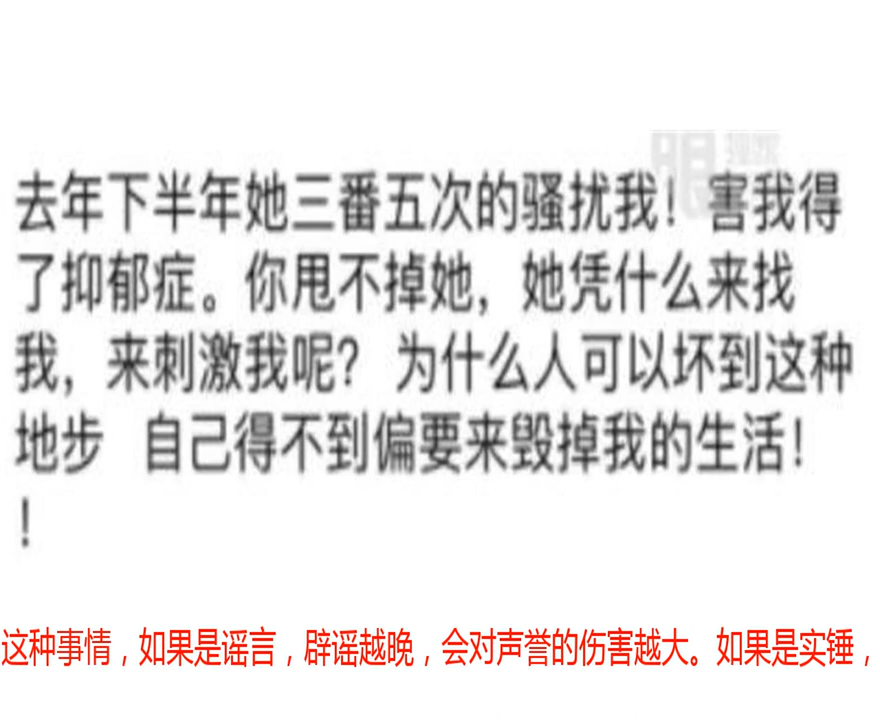 去年下半年她三番五次的骚扰我！害我得
了抑郁症。你甩不掉她，她凭什么来找
我，来刺激我呢？ 为什么人可以坏到这种
地步 自己得不到偏要来毁掉我的生活！
！
这种事情，如果是谣言，辟谣越晚，会对声誉的伤害越大。如果是实锤，